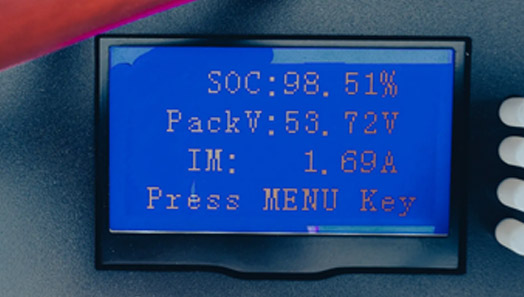 SOC:98.51%
PackV:53.72V
IM: 1.69A
Press MENU Key